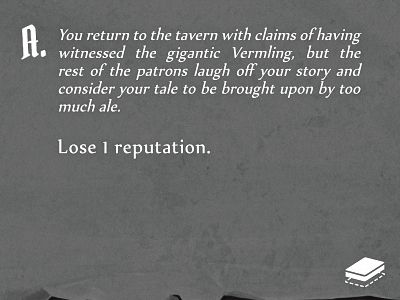 A.
You return to the tavern with claims of having
witnessed the gigantic Vermling, but the
rest of the patrons laugh off your story and
consider your tale to be brought upon by too
much ale.
Lose 1 reputation.